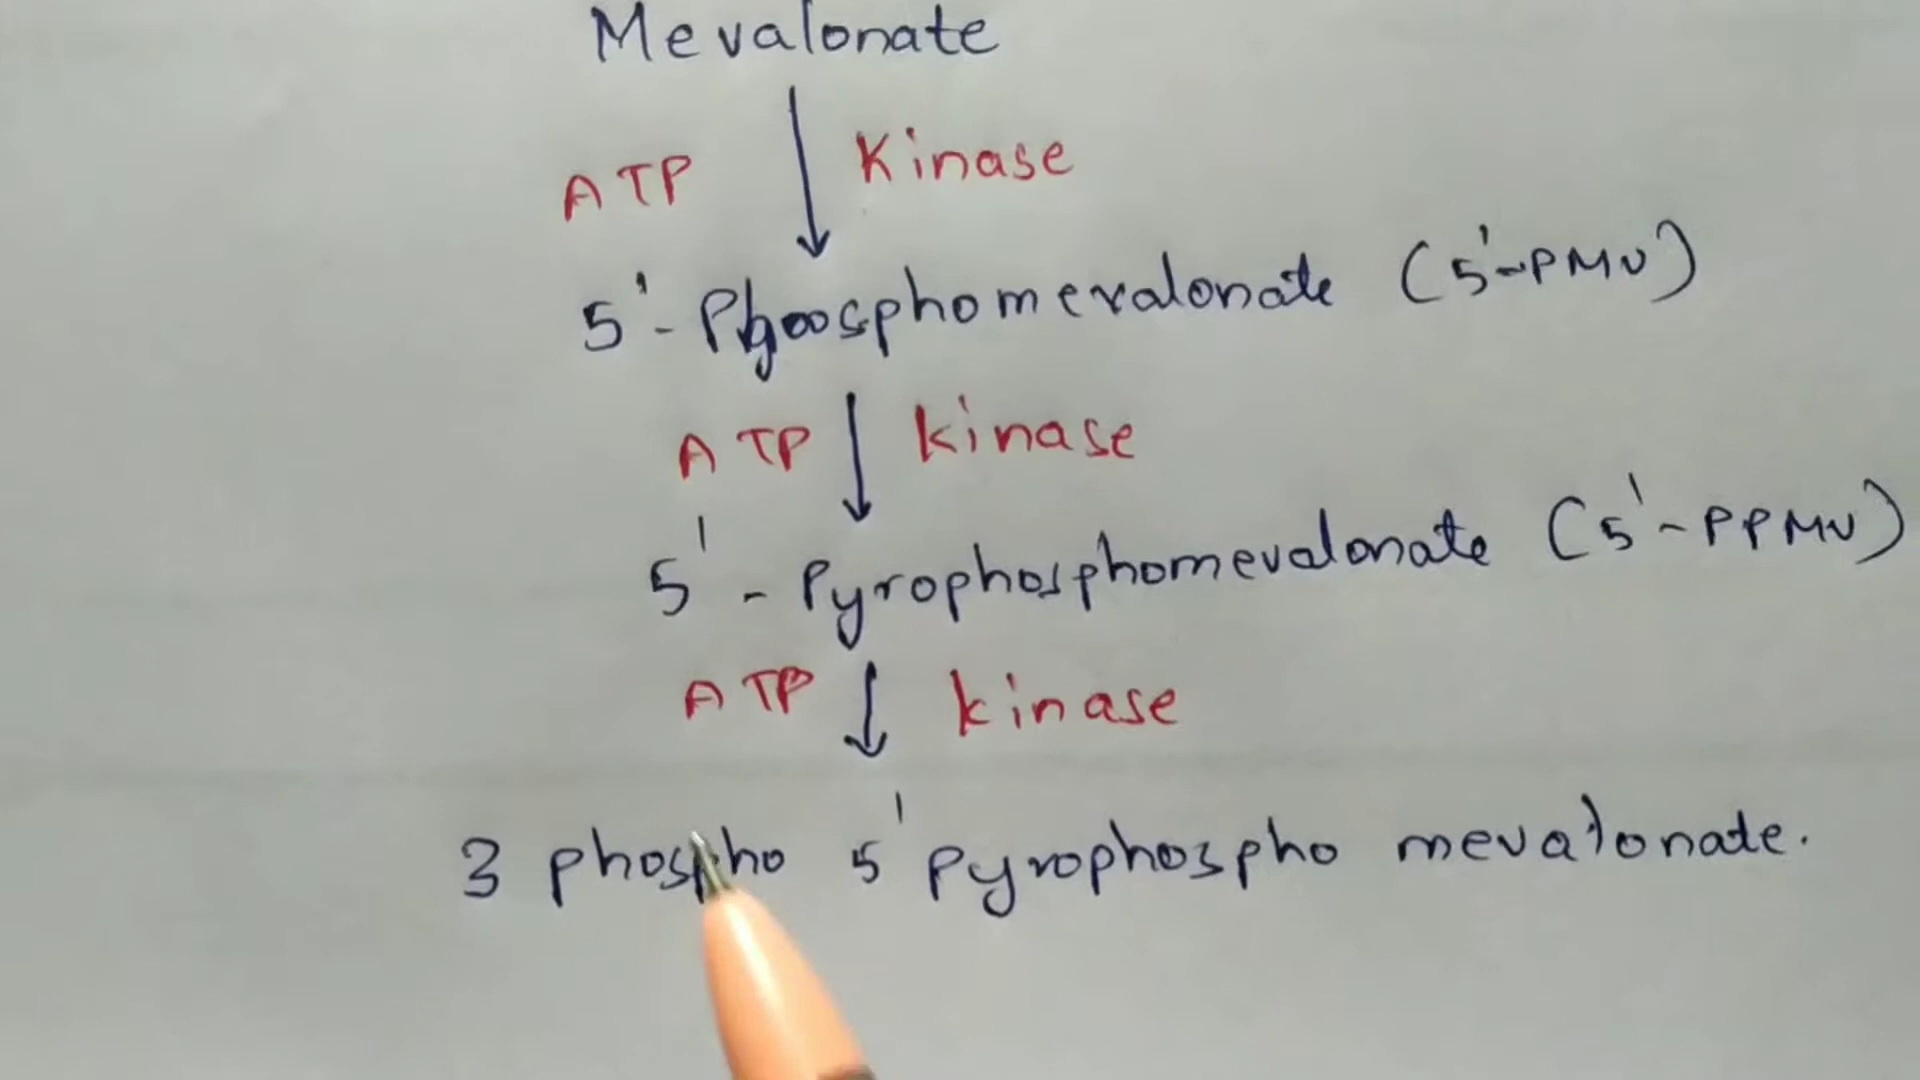 Mevalonate
ATP Kinase
5'-Phosphomevalonate (5'-PMV)
ATP kinase
5'-Pyrophosphomevalonate (5'-PPMV)
ATP kinase
3 phospho 5' pyrophospho mevalonate.